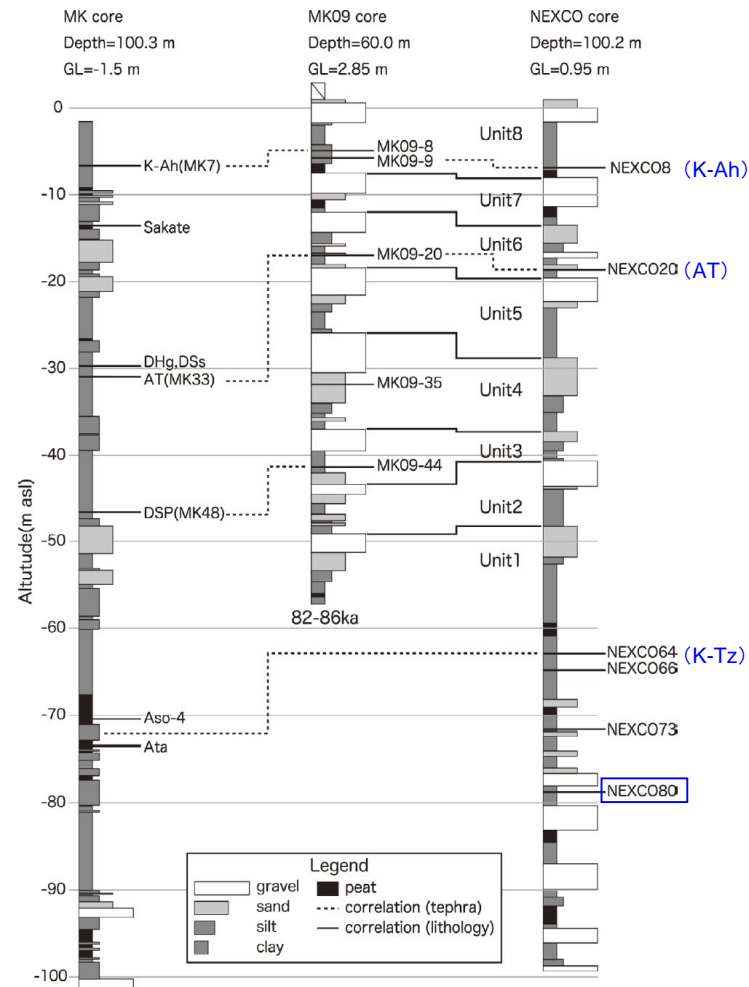 MK core
Depth=100.3 m
GL=-1.5 m
MK09 core
Depth=60.0 m
GL=2.85 m
NEXCO core
Depth=100.2 m
GL=0.95 m
Altutude(m asl)
0
-10
-20
-30
-40
-50
-60
-70
-80
-90
-100
K-Ah(MK7)
Sakate
DHg,DSs
AT(MK33)
DSP(MK48)
Aso-4
Ata
MK09-8
MK09-9
MK09-20
MK09-35
MK09-44
82-86ka
Unit8
Unit7
Unit6
Unit5
Unit4
Unit3
Unit2
Unit1
NEXCO8 (K-Ah)
NEXCO20 (AT)
NEXCO64 (K-Tz)
NEXCO66
NEXCO73
NEXCO80
Legend
gravel
sand
silt
clay
peat
correlation (tephra)
correlation (lithology)